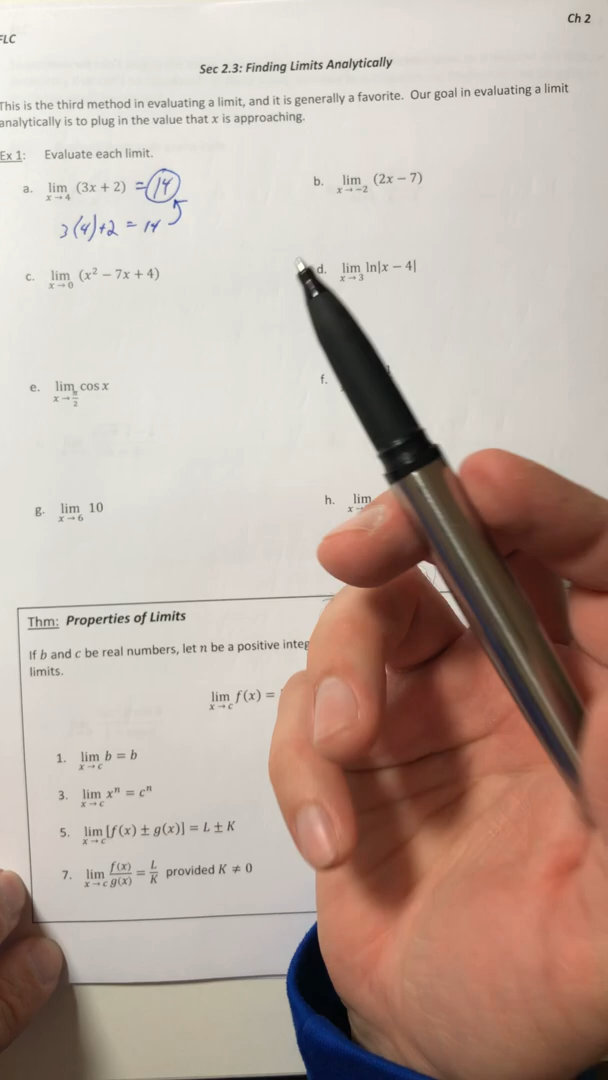 FLC
Ch 2
Sec 2.3: Finding Limits Analytically
This is the third method in evaluating a limit, and it is generally a favorite. Our goal in evaluating a limit
analytically is to plug in the value that x is approaching.
Ex 1: Evaluate each limit.
a. lim x→4 (3x + 2) = 14
3(4)+2 = 14
b. lim x→-2 (2x − 7)
c. lim x→0 (x² − 7x + 4)
d. lim x→3 ln|x − 4|
e. lim x→π/2 cos x
f.
g. lim x→6 10
h. lim x→
Thm: Properties of Limits
If b and c be real numbers, let n be a positive
limits.
lim x→c f(x) =
1. lim x→c b = b
3. lim x→c xⁿ = cⁿ
5. lim x→c [f(x) ± g(x)] = L ± K
7. lim x→c f(x)/g(x) = L/K provided K ≠ 0